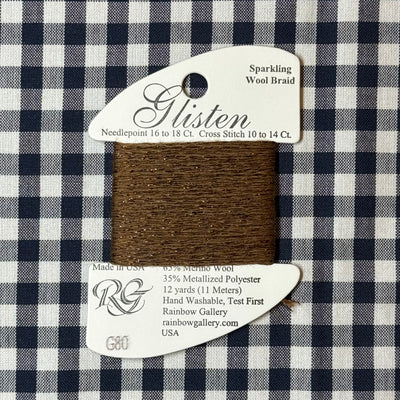 Sparkling
Wool Braid
Glisten
Needlepoint 16 to 18 Ct. Cross Stitch 10 to 14 Ct.
Made in USA
65% Merino Wool
35% Metallized Polyester
12 yards (11 Meters)
RG
Hand Washable, Test First
Rainbow Gallery
rainbowgallery.com
USA
G80